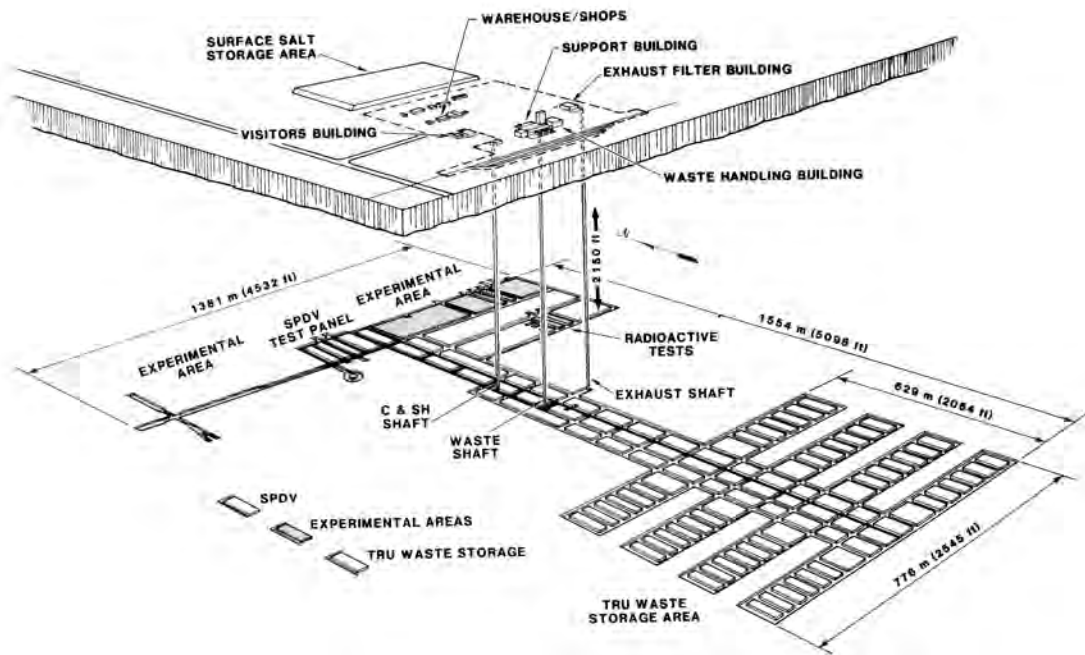 WAREHOUSE/SHOPS
SURFACE SALT
STORAGE AREA
SUPPORT BUILDING
EXHAUST FILTER BUILDING
VISITORS BUILDING
WASTE HANDLING BUILDING
2150 ft
1381 m (4532 ft)
EXPERIMENTAL
AREA
SPDV
TEST PANEL
EXPERIMENTAL
AREA
1554 m (5098 ft)
RADIOACTIVE
TESTS
EXHAUST SHAFT
629 m (2064 ft)
C & SH
SHAFT
WASTE
SHAFT
SPDV
EXPERIMENTAL AREAS
TRU WASTE STORAGE
776 m (2545 ft)
TRU WASTE
STORAGE AREA